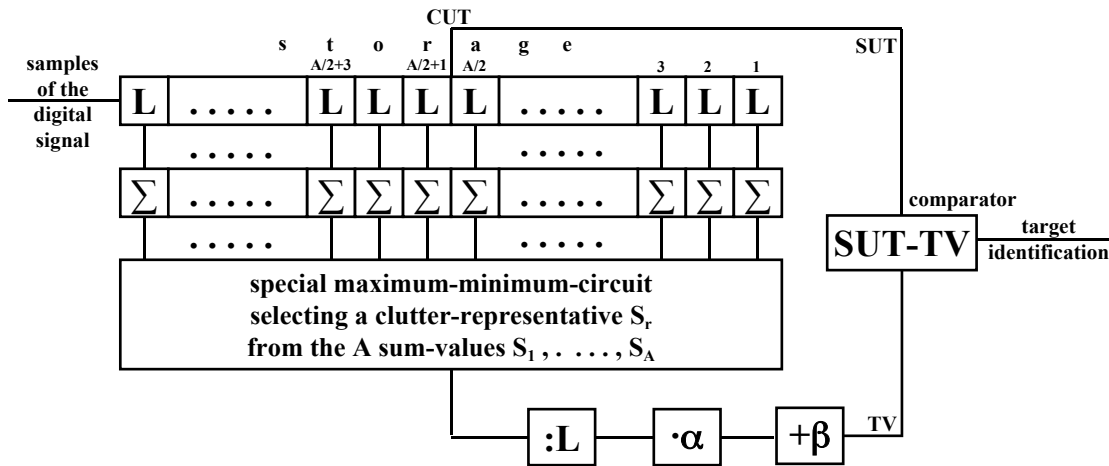 CUT
s t o r a g e
SUT
A/2+3 A/2+1 A/2 3 2 1
samples
of the
digital
signal
L . . . . . L L L L . . . . . L L L
. . . . . . . . . .
∑ . . . . . ∑ ∑ ∑ ∑ . . . . . ∑ ∑ ∑
. . . . . . . . . .
comparator
SUT-TV
target
identification
special maximum-minimum-circuit
selecting a clutter-representative Sr
from the A sum-values S1 , . . . ., SA
:L ·α +β TV